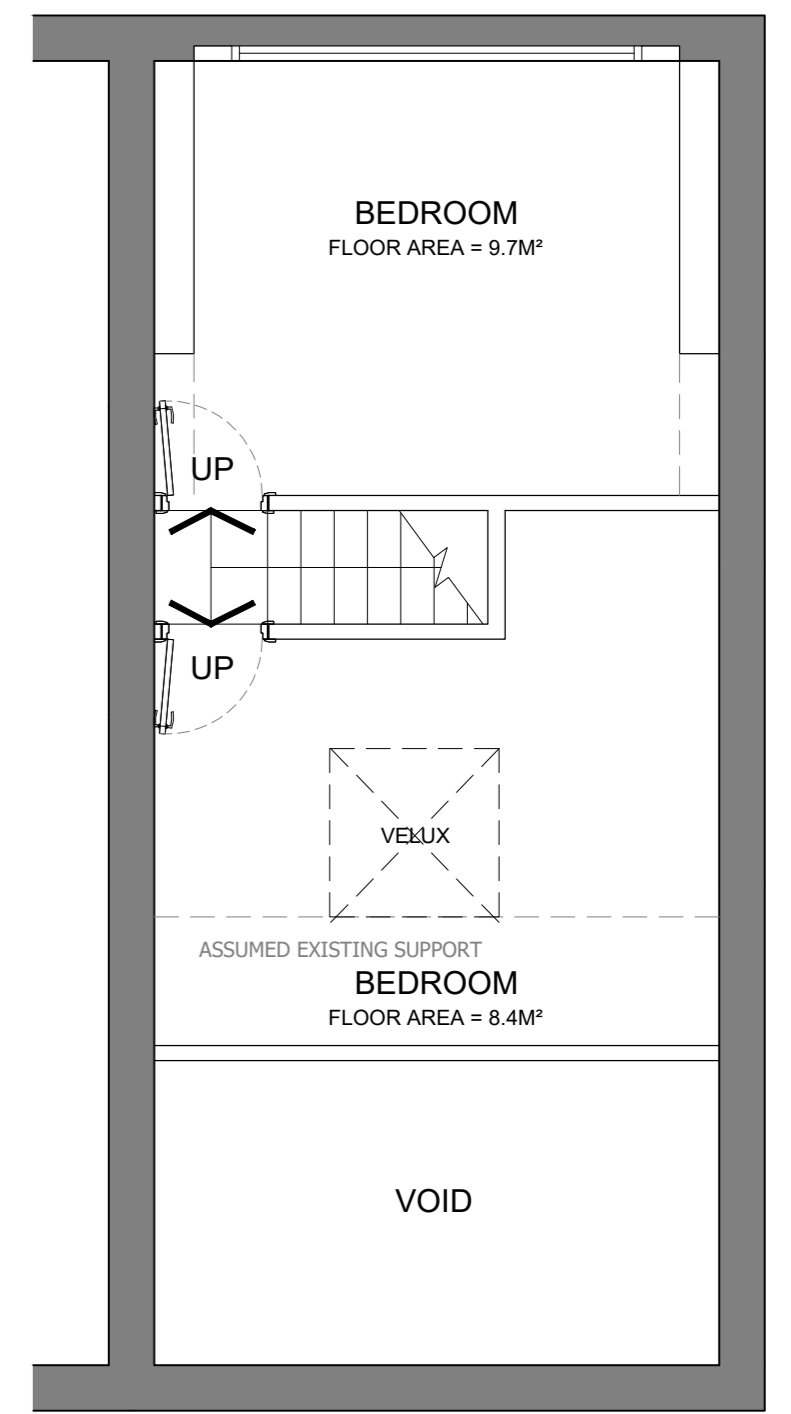 BEDROOM
FLOOR AREA = 9.7M²
UP
UP
VELUX
ASSUMED EXISTING SUPPORT
BEDROOM
FLOOR AREA = 8.4M²
VOID